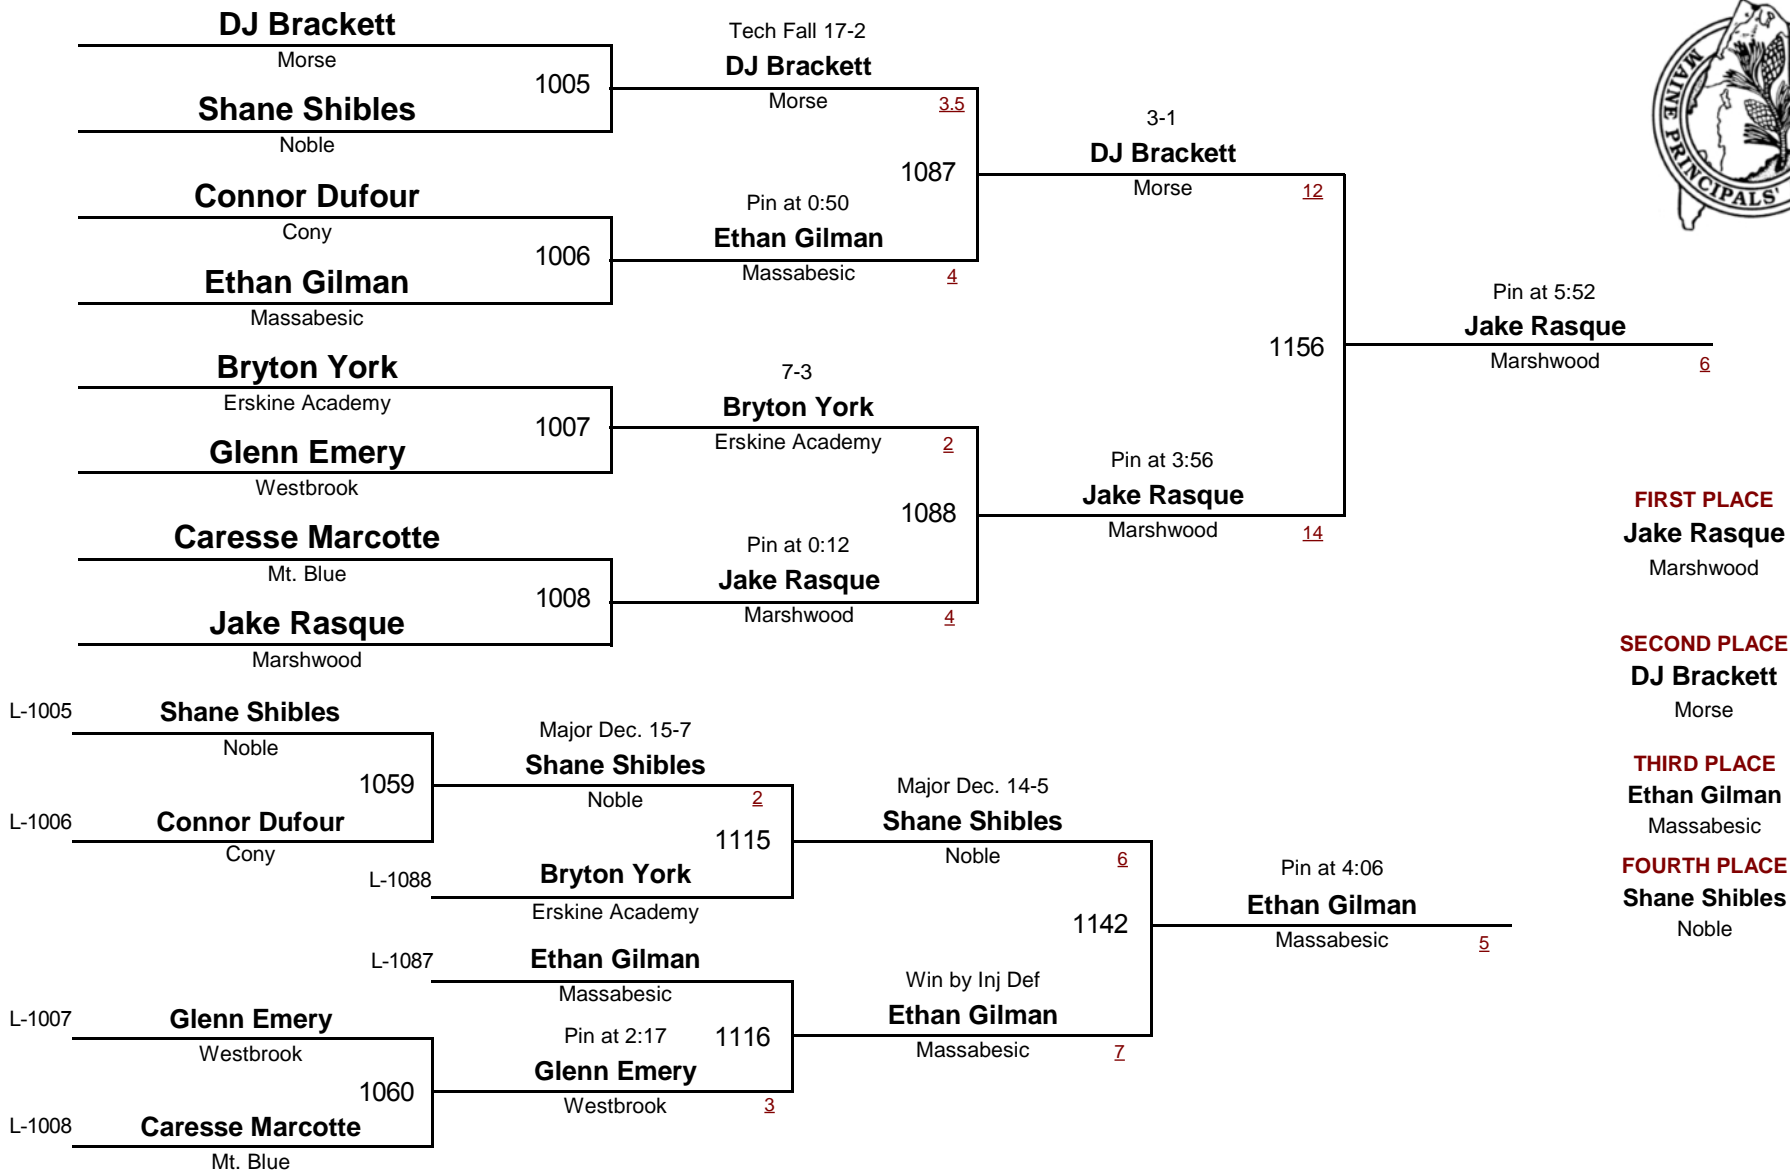 DJ Brackett
Morse
1005
Shane Shibles
Noble
Connor Dufour
Cony
1006
Ethan Gilman
Massabesic
Bryton York
Erskine Academy
1007
Glenn Emery
Westbrook
Caresse Marcotte
Mt. Blue
1008
Jake Rasque
Marshwood
Tech Fall 17-2
DJ Brackett
Morse
3.5
1087
Pin at 0:50
Ethan Gilman
Massabesic
4
7-3
Bryton York
Erskine Academy
2
1088
Pin at 0:12
Jake Rasque
Marshwood
4
3-1
DJ Brackett
Morse
12
1156
Pin at 3:56
Jake Rasque
Marshwood
14
Pin at 5:52
Jake Rasque
Marshwood
6
MAINE PRINCIPALS'
FIRST PLACE
Jake Rasque
Marshwood
SECOND PLACE
DJ Brackett
Morse
THIRD PLACE
Ethan Gilman
Massabesic
FOURTH PLACE
Shane Shibles
Noble
L-1005
Shane Shibles
Noble
1059
L-1006
Connor Dufour
Cony
Major Dec. 15-7
Shane Shibles
Noble
2
1115
L-1088
Bryton York
Erskine Academy
L-1087
Ethan Gilman
Massabesic
1116
L-1007
Glenn Emery
Westbrook
1060
L-1008
Caresse Marcotte
Mt. Blue
Pin at 2:17
Glenn Emery
Westbrook
3
Major Dec. 14-5
Shane Shibles
Noble
6
1142
Win by Inj Def
Ethan Gilman
Massabesic
7
Pin at 4:06
Ethan Gilman
Massabesic
5